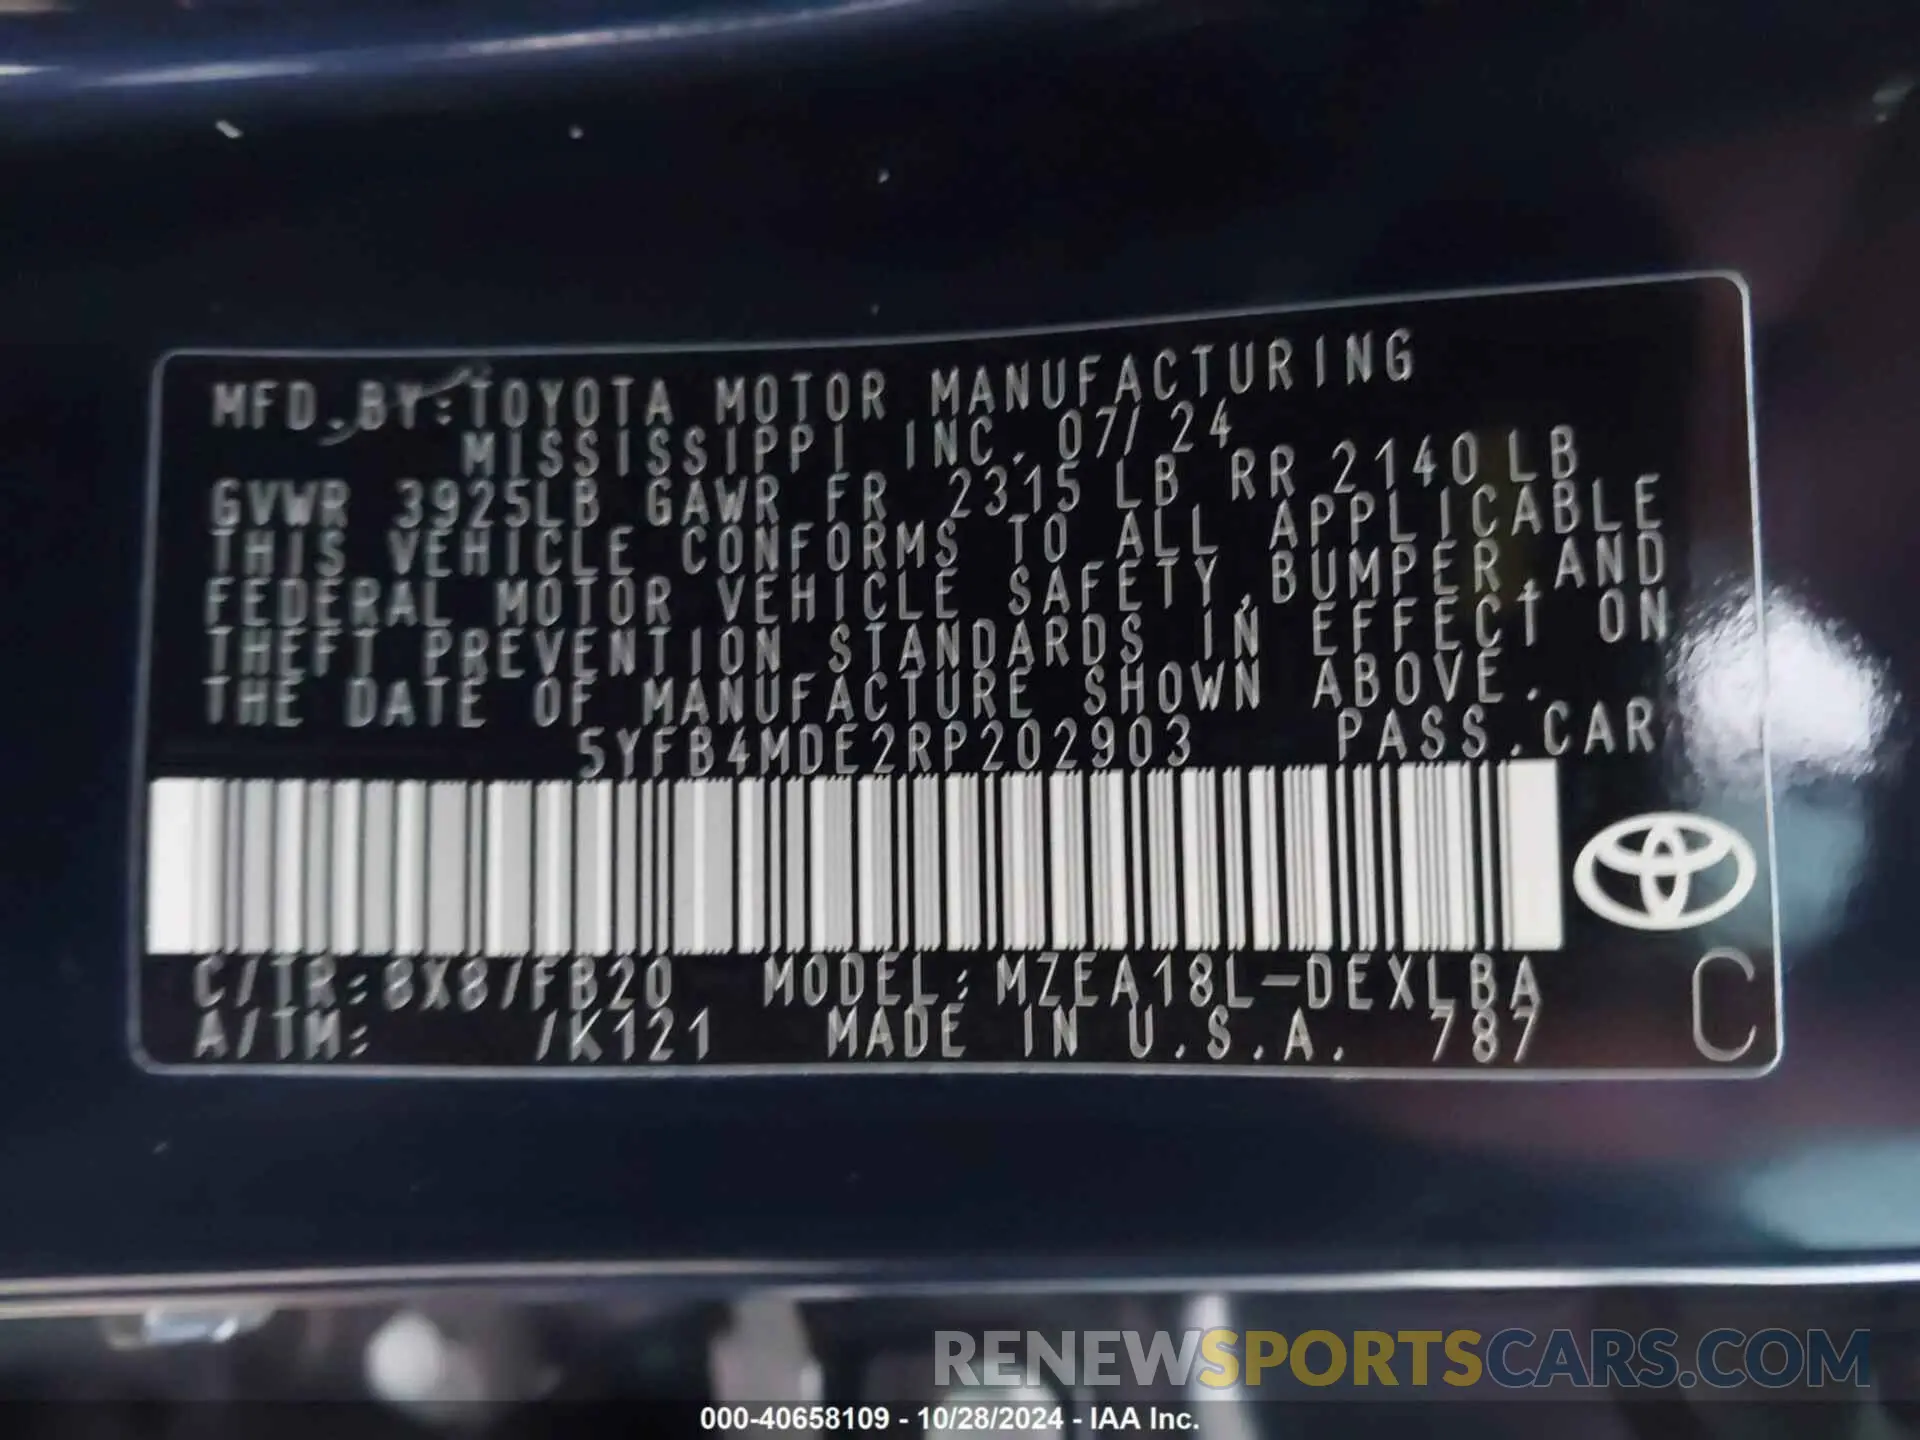 MFD. BY: TOYOTA MOTOR MANUFACTURING
MISSISSIPPI INC. 07/24
GVWR 3925LB GAWR FR 2315 LB RR 2140 LB
THIS VEHICLE CONFORMS TO ALL APPLICABLE
FEDERAL MOTOR VEHICLE SAFETY, BUMPER, AND
THEFT PREVENTION STANDARDS IN EFFECT ON
THE DATE OF MANUFACTURE SHOWN ABOVE.
5YFB4MDE2RP202903 PASS. CAR
C/TR: 8X8/FB20 MODEL: MZEA18L-DEXLBA
A/TM: /K121 MADE IN U.S.A. 787
C
RENEWSPORTSCARS.COM
000-40658109 - 10/28/2024 - IAA Inc.